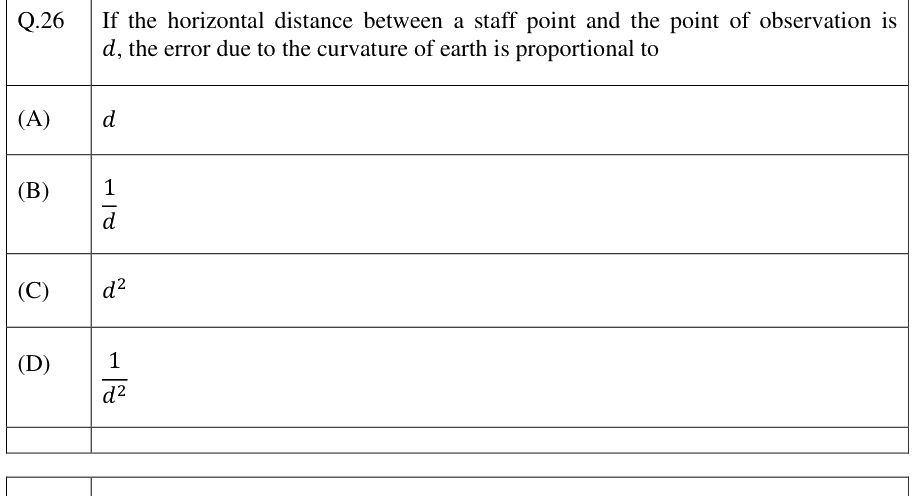 Q.26 If the horizontal distance between a staff point and the point of observation is
d, the error due to the curvature of earth is proportional to
(A) d
(B) 1/d
(C) d²
(D) 1/d²